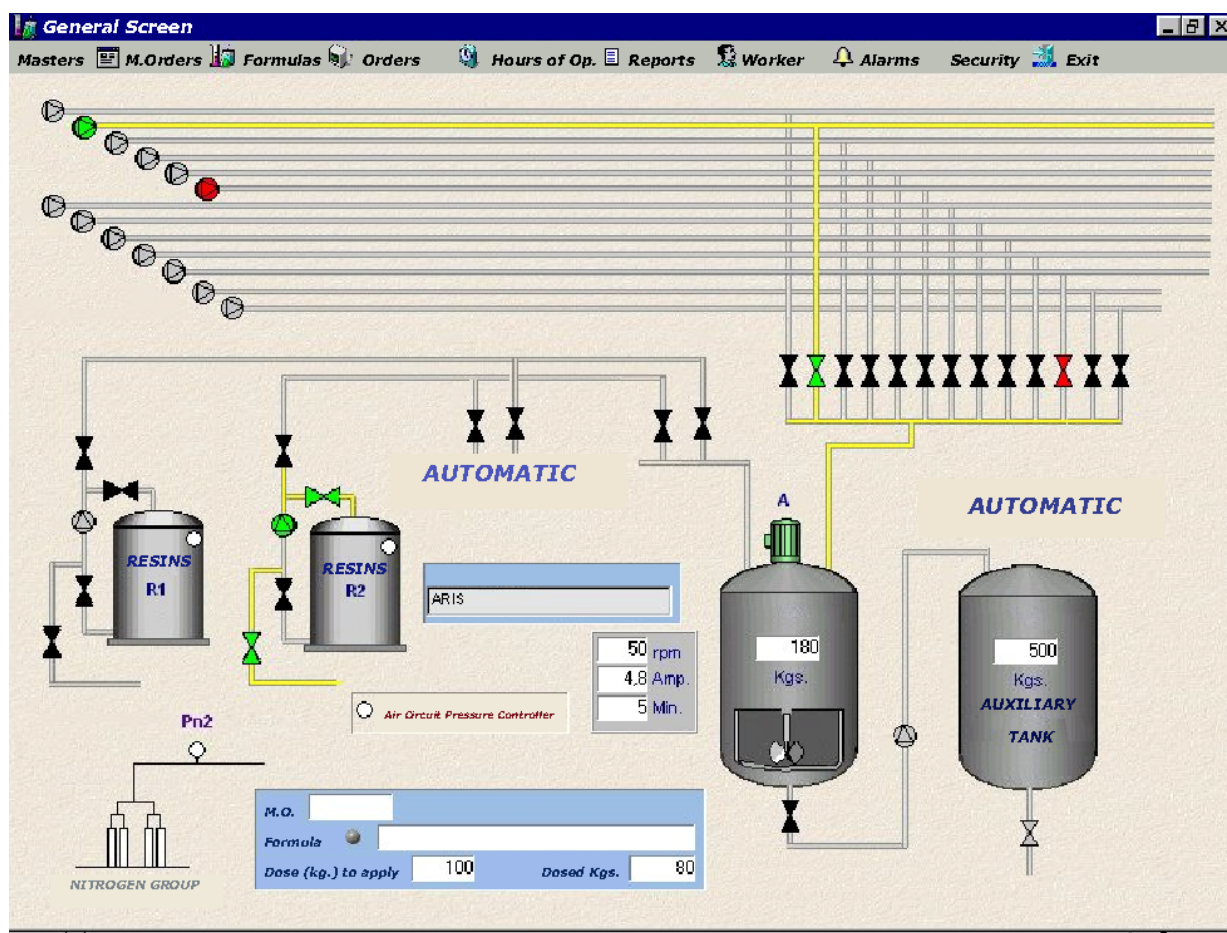 General Screen
Masters M.Orders Formulas Orders Hours of Op. Reports Worker Alarms Security Exit
AUTOMATIC
A
AUTOMATIC
RESINS
R1
RESINS
R2
ARIS
50 rpm
4,8 Amp.
5 Min.
180
Kgs.
500
Kgs.
AUXILIARY
TANK
Air Circuit Pressure Controller
Pn2
M.O.
Formula
Dose (kg.) to apply 100 Dosed Kgs. 80
NITROGEN GROUP